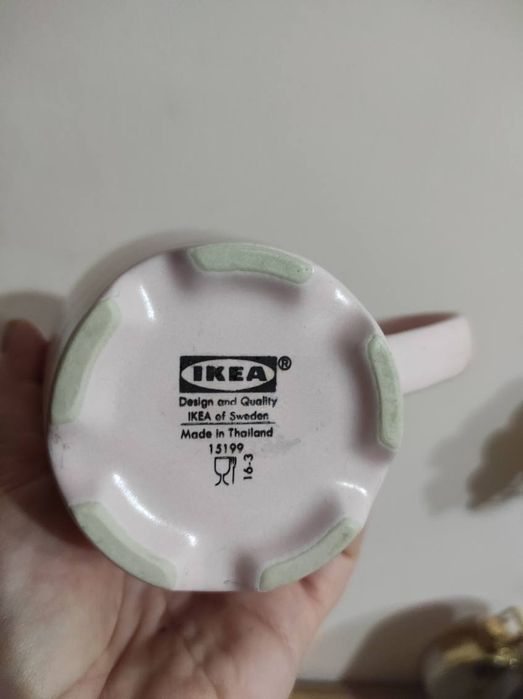 IKEA®
Design and Quality
IKEA of Sweden
Made in Thailand
15199
16-3